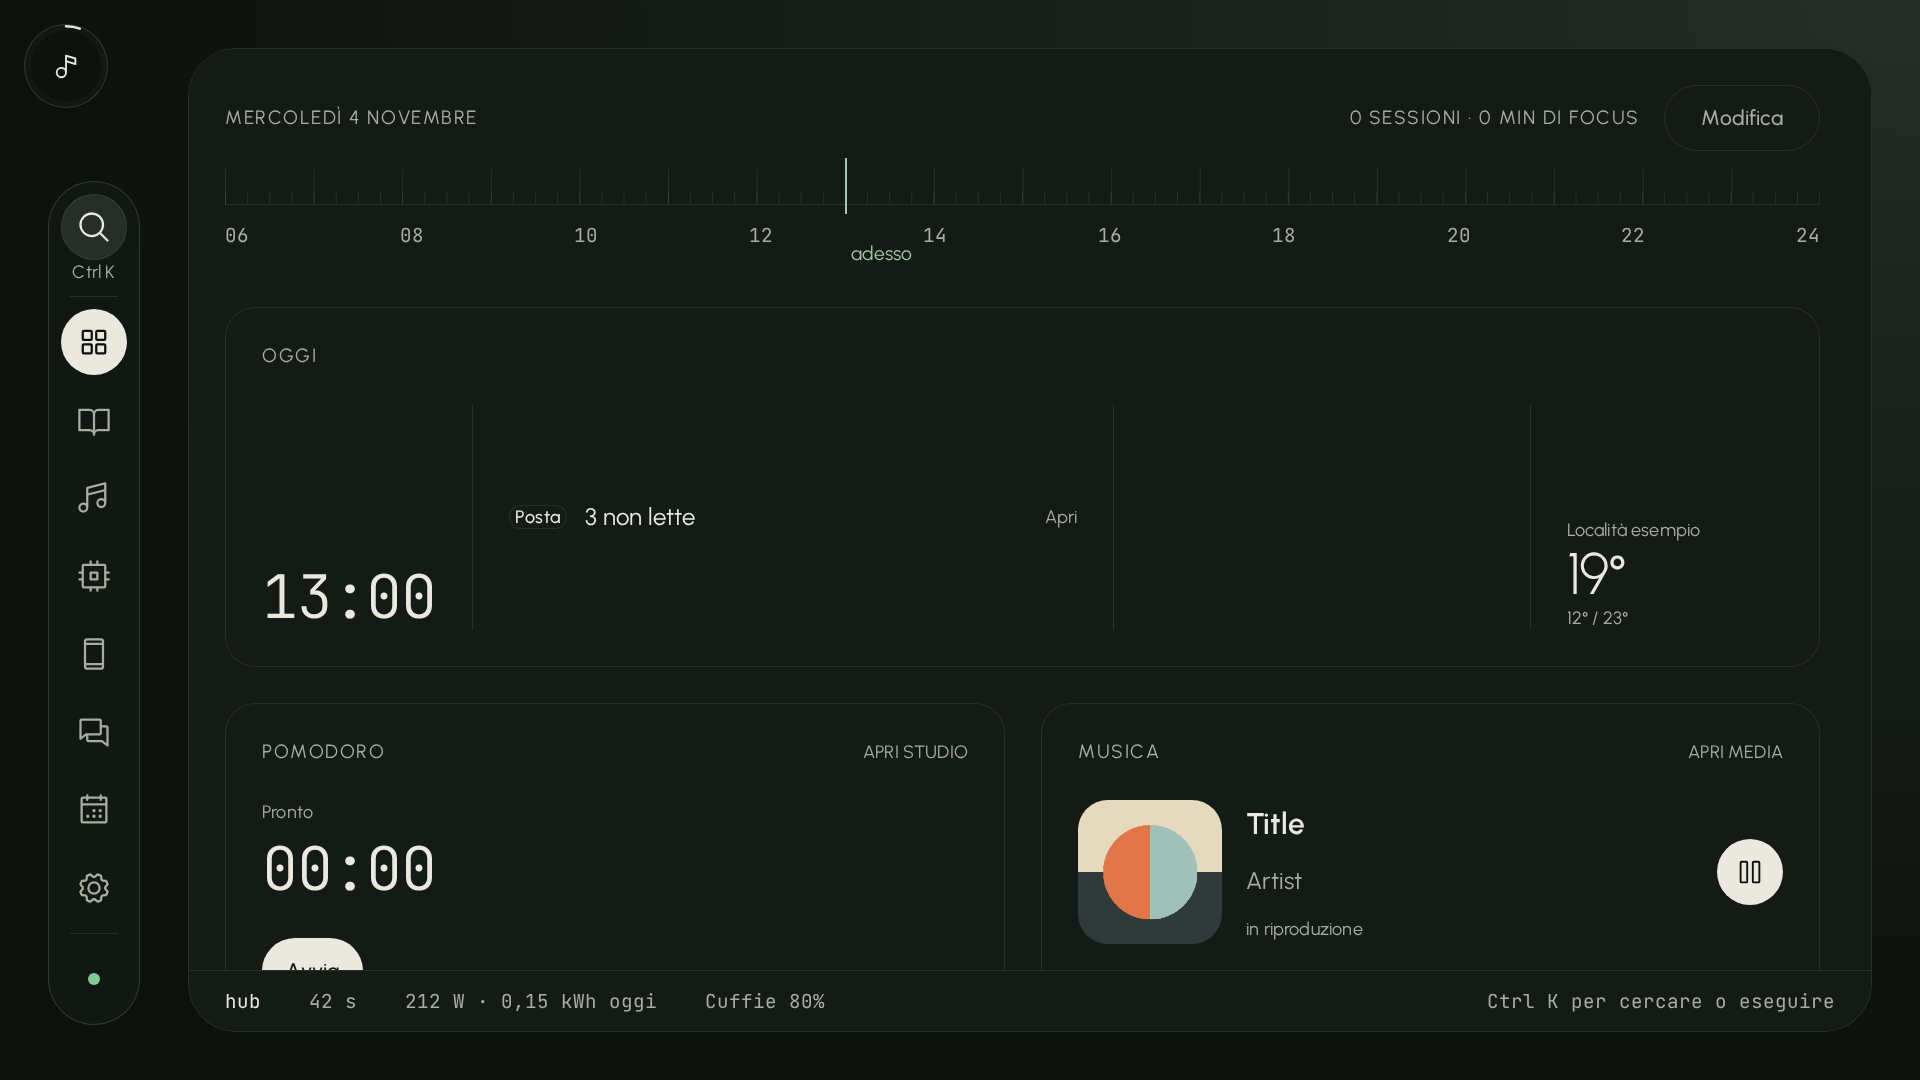 MERCOLEDÌ 4 NOVEMBRE
0 SESSIONI · 0 MIN DI FOCUS
Modifica
06 08 10 12 14 16 18 20 22 24
adesso
Ctrl K
OGGI
13:00
Posta 3 non lette Apri
Località esempio
19°
12° / 23°
POMODORO APRI STUDIO
Pronto
00:00
Avvia
MUSICA APRI MEDIA
Title
Artist
in riproduzione
hub 42 s 212 W · 0,15 kWh oggi Cuffie 80%
Ctrl K per cercare o eseguire